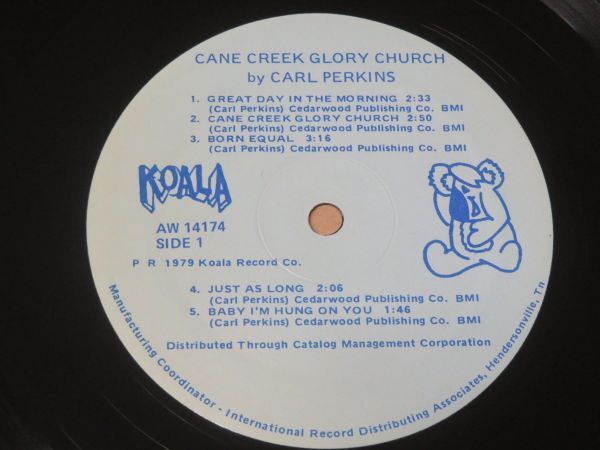 CANE CREEK GLORY CHURCH
by CARL PERKINS
1. GREAT DAY IN THE MORNING 2:33
(Carl Perkins) Cedarwood Publishing Co. BMI
2. CANE CREEK GLORY CHURCH 2:50
(Carl Perkins) Cedarwood Publishing Co. BMI
3. BORN EQUAL 3:16
(Carl Perkins) Cedarwood Publishing Co. BMI
KOALA
AW 14174
SIDE 1
P R 1979 Koala Record Co.
4. JUST AS LONG 2:06
(Carl Perkins) Cedarwood Publishing Co. BMI
5. BABY I'M HUNG ON YOU 1:46
(Carl Perkins) Cedarwood Publishing Co. BMI
Distributed Through Catalog Management Corporation
Manufacturing Coordinator - International Record Distributing Associates, Hendersonville, Tn